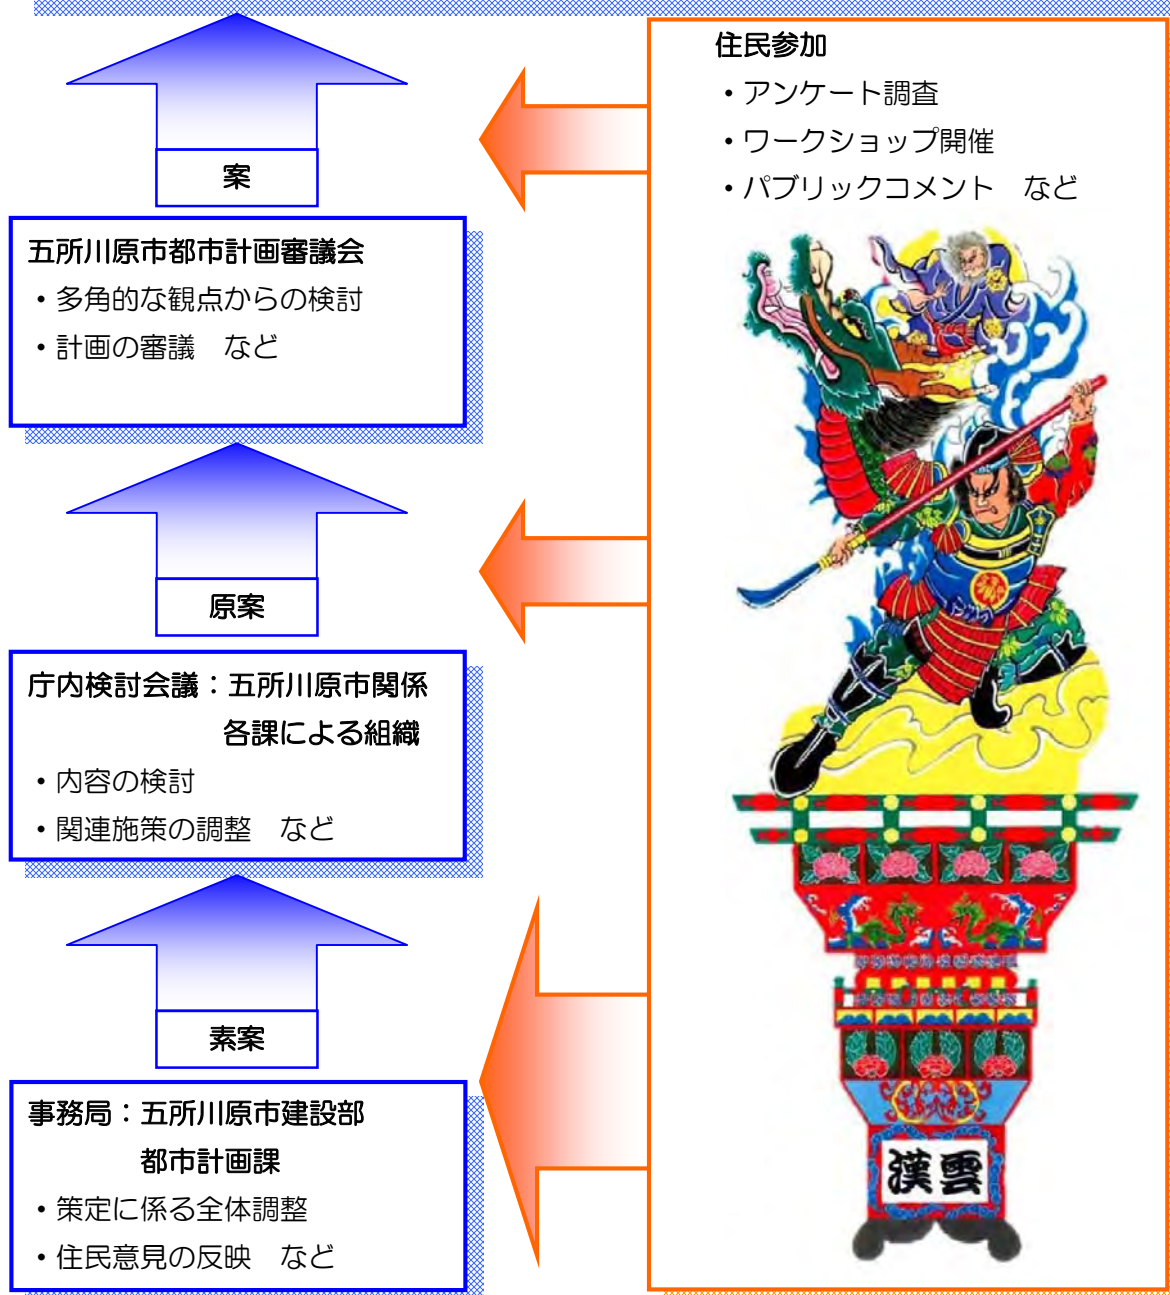 案
五所川原市都市計画審議会
・多角的な観点からの検討
・計画の審議　など
原案
庁内検討会議：五所川原市関係
各課による組織
・内容の検討
・関連施策の調整　など
素案
事務局：五所川原市建設部
都市計画課
・策定に係る全体調整
・住民意見の反映　など
住民参加
・アンケート調査
・ワークショップ開催
・パブリックコメント　など
漢雲